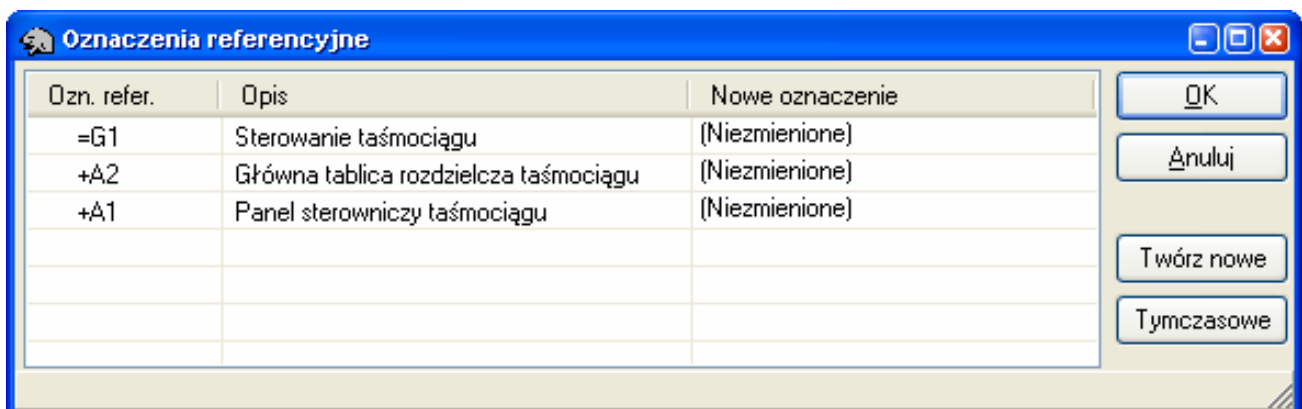 Oznaczenia referencyjne
Ozn. refer. Opis Nowe oznaczenie OK
=G1 Sterowanie taśmociągu (Niezmienione)
Anuluj
+A2 Główna tablica rozdzielcza taśmociągu (Niezmienione)
+A1 Panel sterowniczy taśmociągu (Niezmienione)
Twórz nowe
Tymczasowe